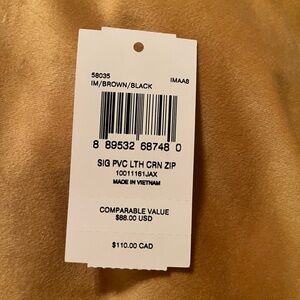 58035 IMAA8
IM/BROWN/BLACK
8 89532 68748 0
SIG PVC LTH CRN ZIP
10011161JAX
MADE IN VIETNAM
COMPARABLE VALUE
$88.00 USD
$110.00 CAD